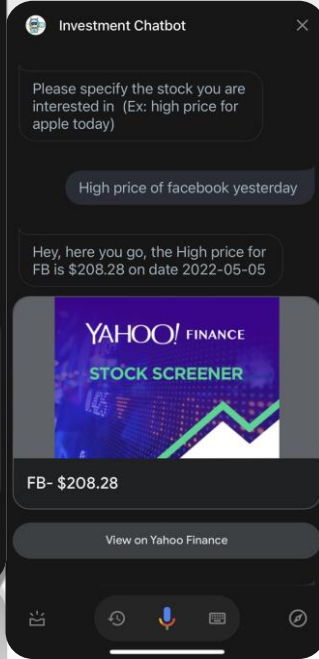 Investment Chatbot
Please specify the stock you are
interested in (Ex: high price for
apple today)
High price of facebook yesterday
Hey, here you go, the High price for
FB is $208.28 on date 2022-05-05
YAHOO! FINANCE
STOCK SCREENER
FB- $208.28
View on Yahoo Finance